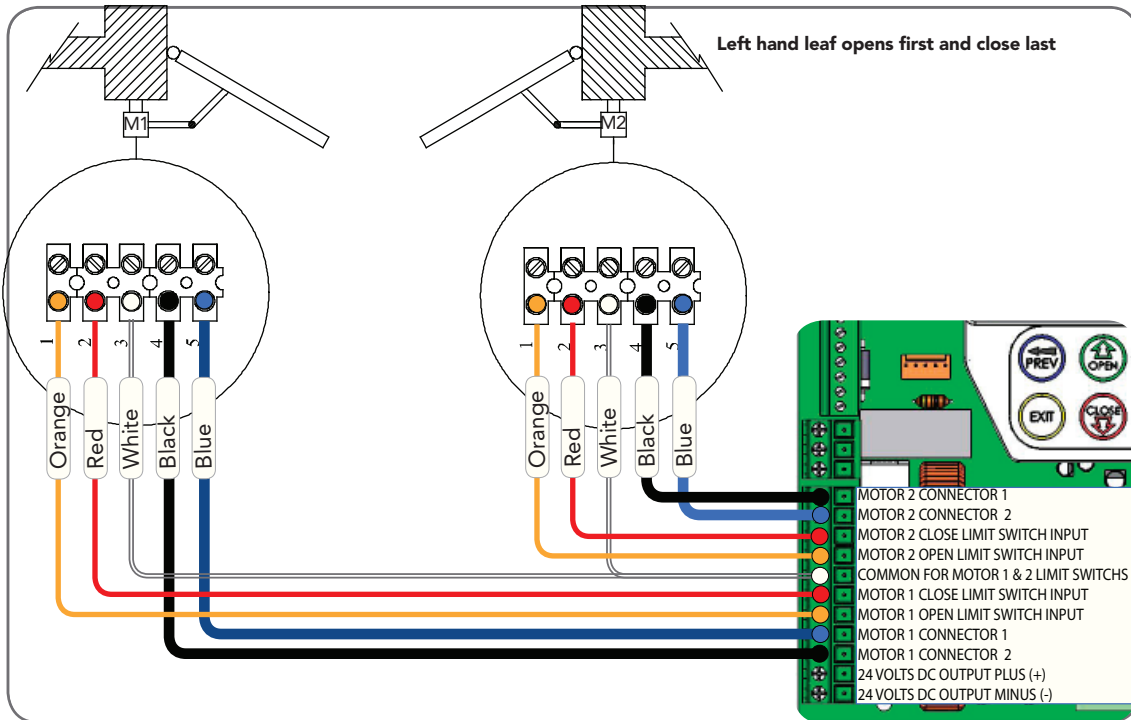 Left hand leaf opens first and close last
M1
M2
1
2
3
4
5
Orange
Red
White
Black
Blue
1
2
3
4
5
Orange
Red
White
Black
Blue
PREV
OPEN
EXIT
CLOSE
MOTOR 2 CONNECTOR 1
MOTOR 2 CONNECTOR 2
MOTOR 2 CLOSE LIMIT SWITCH INPUT
MOTOR 2 OPEN LIMIT SWITCH INPUT
COMMON FOR MOTOR 1 & 2 LIMIT SWITCHS
MOTOR 1 CLOSE LIMIT SWITCH INPUT
MOTOR 1 OPEN LIMIT SWITCH INPUT
MOTOR 1 CONNECTOR 1
MOTOR 1 CONNECTOR 2
24 VOLTS DC OUTPUT PLUS (+)
24 VOLTS DC OUTPUT MINUS (-)